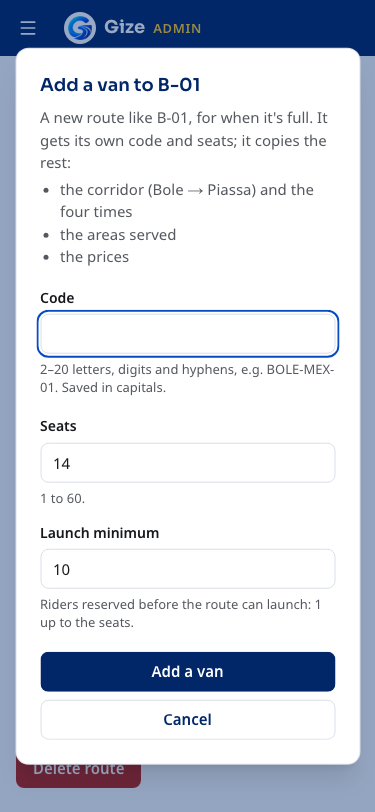 Gize ADMIN
Add a van to B-01
A new route like B-01, for when it's full. It
gets its own code and seats; it copies the
rest:
• the corridor (Bole → Piassa) and the
four times
• the areas served
• the prices
Code
2–20 letters, digits and hyphens, e.g. BOLE-MEX-
01. Saved in capitals.
Seats
14
1 to 60.
Launch minimum
10
Riders reserved before the route can launch: 1
up to the seats.
Add a van
Cancel
Delete route